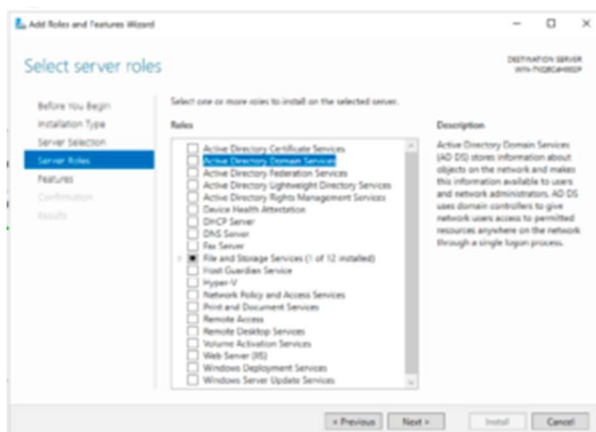 Add Roles and Features Wizard
Select server roles
DESTINATION SERVER
Before You Begin
Installation Type
Server Selection
Server Roles
Features
Confirmation
Results
Select one or more roles to install on the selected server.
Roles
Active Directory Certificate Services
Active Directory Domain Services
Active Directory Federation Services
Active Directory Lightweight Directory Services
Active Directory Rights Management Services
Device Health Attestation
DHCP Server
DNS Server
Fax Server
File and Storage Services (1 of 12 installed)
Host Guardian Service
Hyper-V
Network Policy and Access Services
Print and Document Services
Remote Access
Remote Desktop Services
Volume Activation Services
Web Server (IIS)
Windows Deployment Services
Windows Server Update Services
Description
Active Directory Domain Services
(AD DS) stores information about
objects on the network and makes
this information available to users
and network administrators. AD DS
uses domain controllers to give
network users access to permitted
resources anywhere on the network
through a single logon process.
< Previous
Next >
Install
Cancel